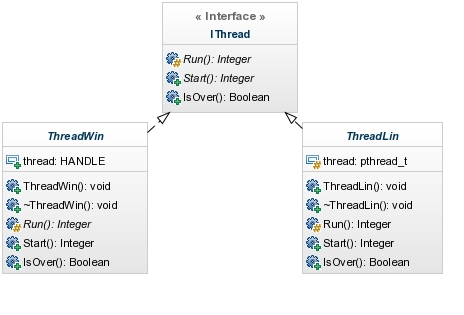 « Interface »
IThread
Run(): Integer
Start(): Integer
IsOver(): Boolean
ThreadWin
thread: HANDLE
ThreadWin(): void
~ThreadWin(): void
Run(): Integer
Start(): Integer
IsOver(): Boolean
ThreadLin
thread: pthread_t
ThreadLin(): void
~ThreadLin(): void
Run(): Integer
Start(): Integer
IsOver(): Boolean